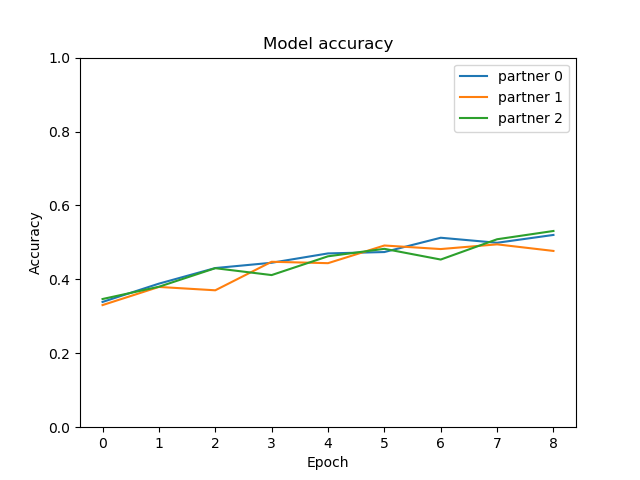 Model accuracy
1.0
0.8
0.6
0.4
0.2
0.0
Accuracy
partner 0
partner 1
partner 2
0 1 2 3 4 5 6 7 8
Epoch